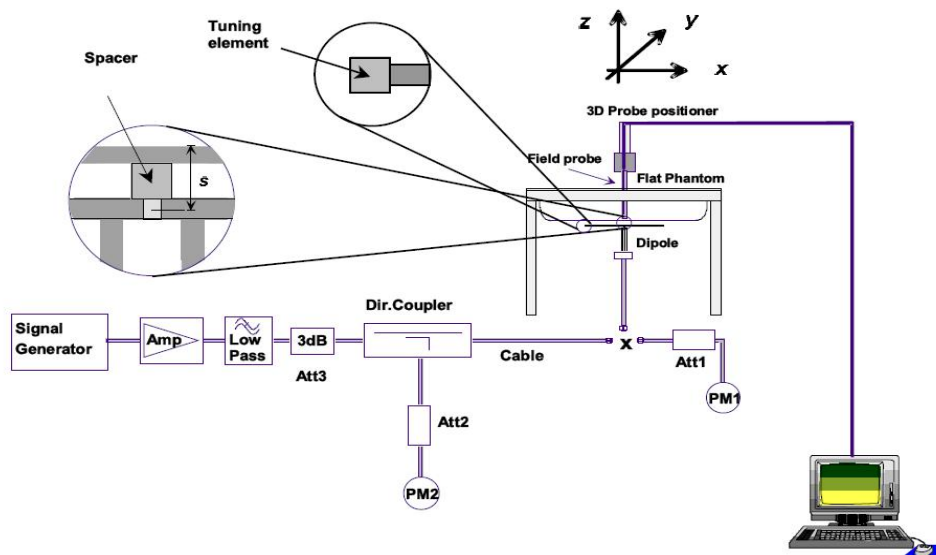 Tuning
element
Spacer
s
z
y
x
3D Probe positioner
Field probe
Flat Phantom
Dipole
Signal
Generator
Amp
Low
Pass
3dB
Att3
Dir.Coupler
Cable
x
Att1
PM1
Att2
PM2